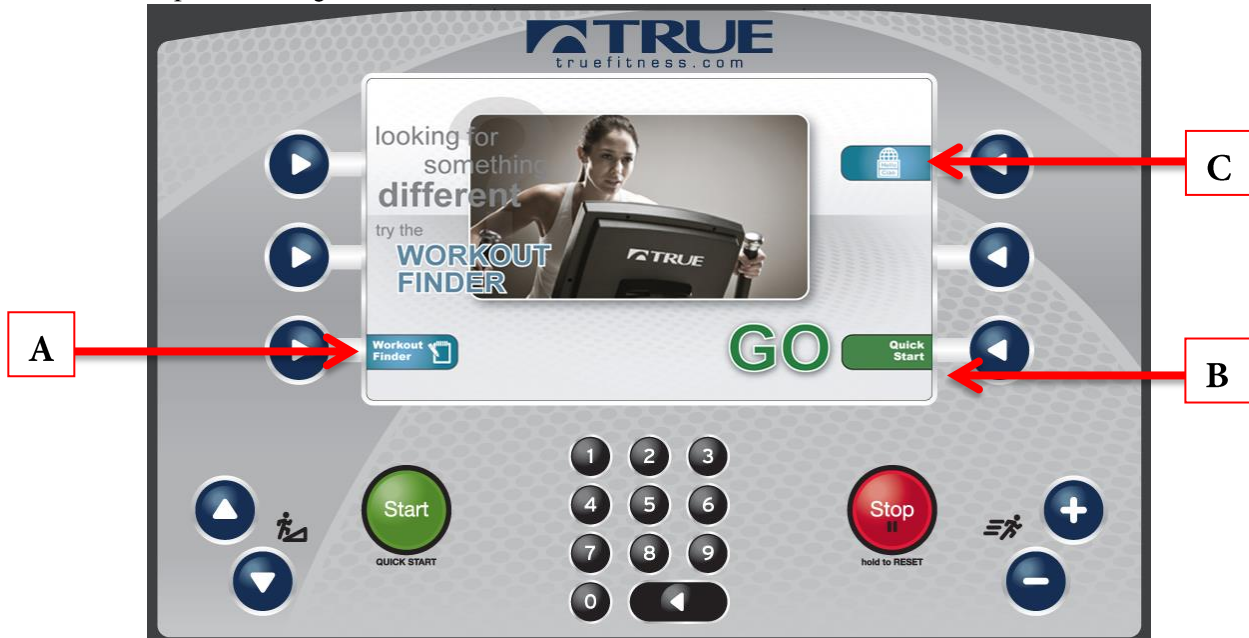 TRUE
truefitness.com
looking for
something
different
try the
WORKOUT
FINDER
TRUE
C
A
Workout
Finder
GO
Quick
Start
B
1 2 3
Start
4 5 6
Stop
QUICK START
7 8 9
hold to RESET
0